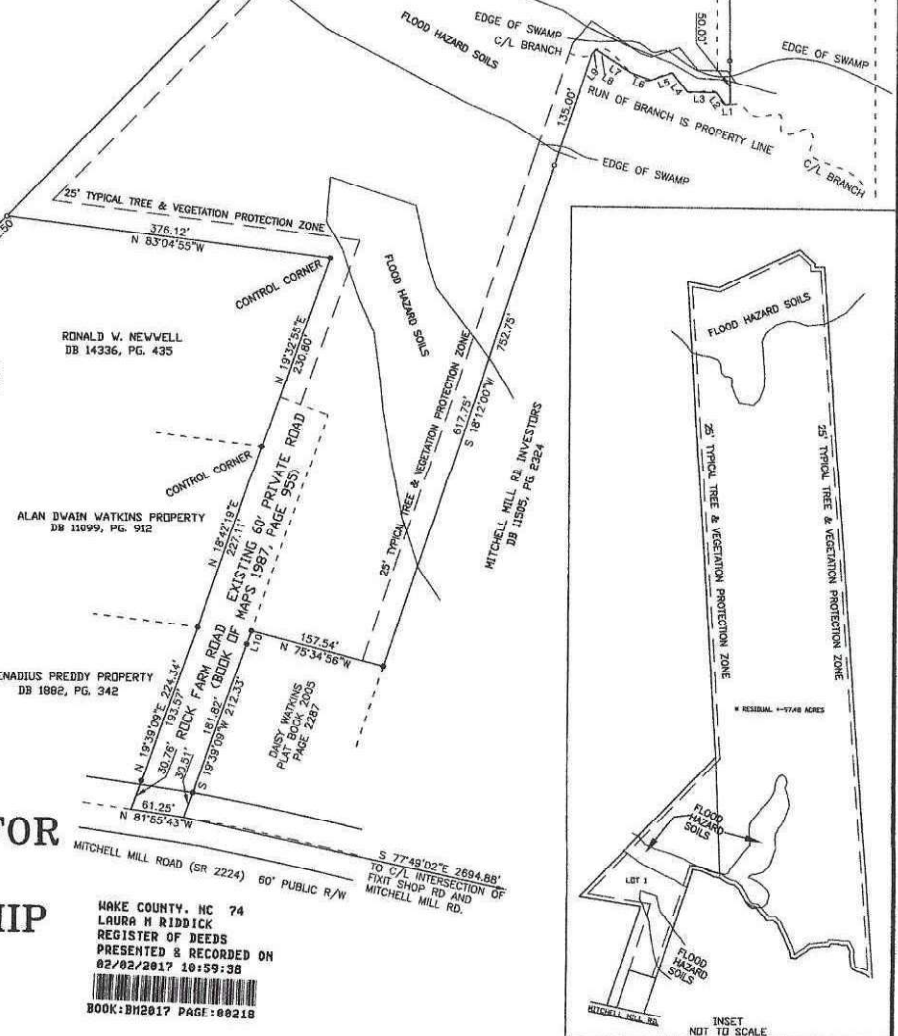 EDGE OF SWAMP
C/L BRANCH
FLOOD HAZARD SOILS
50.00'
EDGE OF SWAMP
L9
L8
L7
L6
L5
L4
L3
L2
L1
RUN OF BRANCH IS PROPERTY LINE
C/L BRANCH
135.00'
EDGE OF SWAMP
25' TYPICAL TREE & VEGETATION PROTECTION ZONE
376.12'
N 83°04'55"W
CONTROL CORNER
FLOOD HAZARD SOILS
RONALD W. NEWWELL
DB 14336, PG. 435
N 19°32'55"E
230.80'
752.75'
617.75'
S 18°12'00"W
25' TYPICAL TREE & VEGETATION PROTECTION ZONE
MITCHELL MILL RD. INVESTORS
DB 11505, PG 2324
CONTROL CORNER
ALAN DWAIN WATKINS PROPERTY
DB 11099, PG. 912
N 18°42'19"E
227.11'
ROCK FARM ROAD EXISTING 60' PRIVATE ROAD
(BOOK OF MAPS 1987, PAGE 955)
157.54'
N 75°34'56"W
L10
ENADIUS PREDDY PROPERTY
DB 1882, PG. 342
N 19°39'09"E 224.34'
193.57'
30.76'
30.51'
181.82'
S 19°39'09"W 212.33'
DAISY WATKINS
PLAT BOOK 2005
PAGE 2287
61.25'
N 81°55'43"W
TOR
MITCHELL MILL ROAD (SR 2224) 60' PUBLIC R/W
S 77°49'02"E 2694.88'
TO C/L INTERSECTION OF
FIXIT SHOP RD AND
MITCHELL MILL RD.
HIP
WAKE COUNTY, NC 74
LAURA M RIDDICK
REGISTER OF DEEDS
PRESENTED & RECORDED ON
02/02/2017 10:59:38
BOOK:BM2017 PAGE:00218
FLOOD HAZARD SOILS
25' TYPICAL TREE & VEGETATION PROTECTION ZONE
25' TYPICAL TREE & VEGETATION PROTECTION ZONE
* RESIDUAL +-57.48 ACRES
FLOOD
HAZARD
SOILS
LOT 1
FLOOD
HAZARD
SOILS
MITCHELL MILL RD.
INSET
NOT TO SCALE